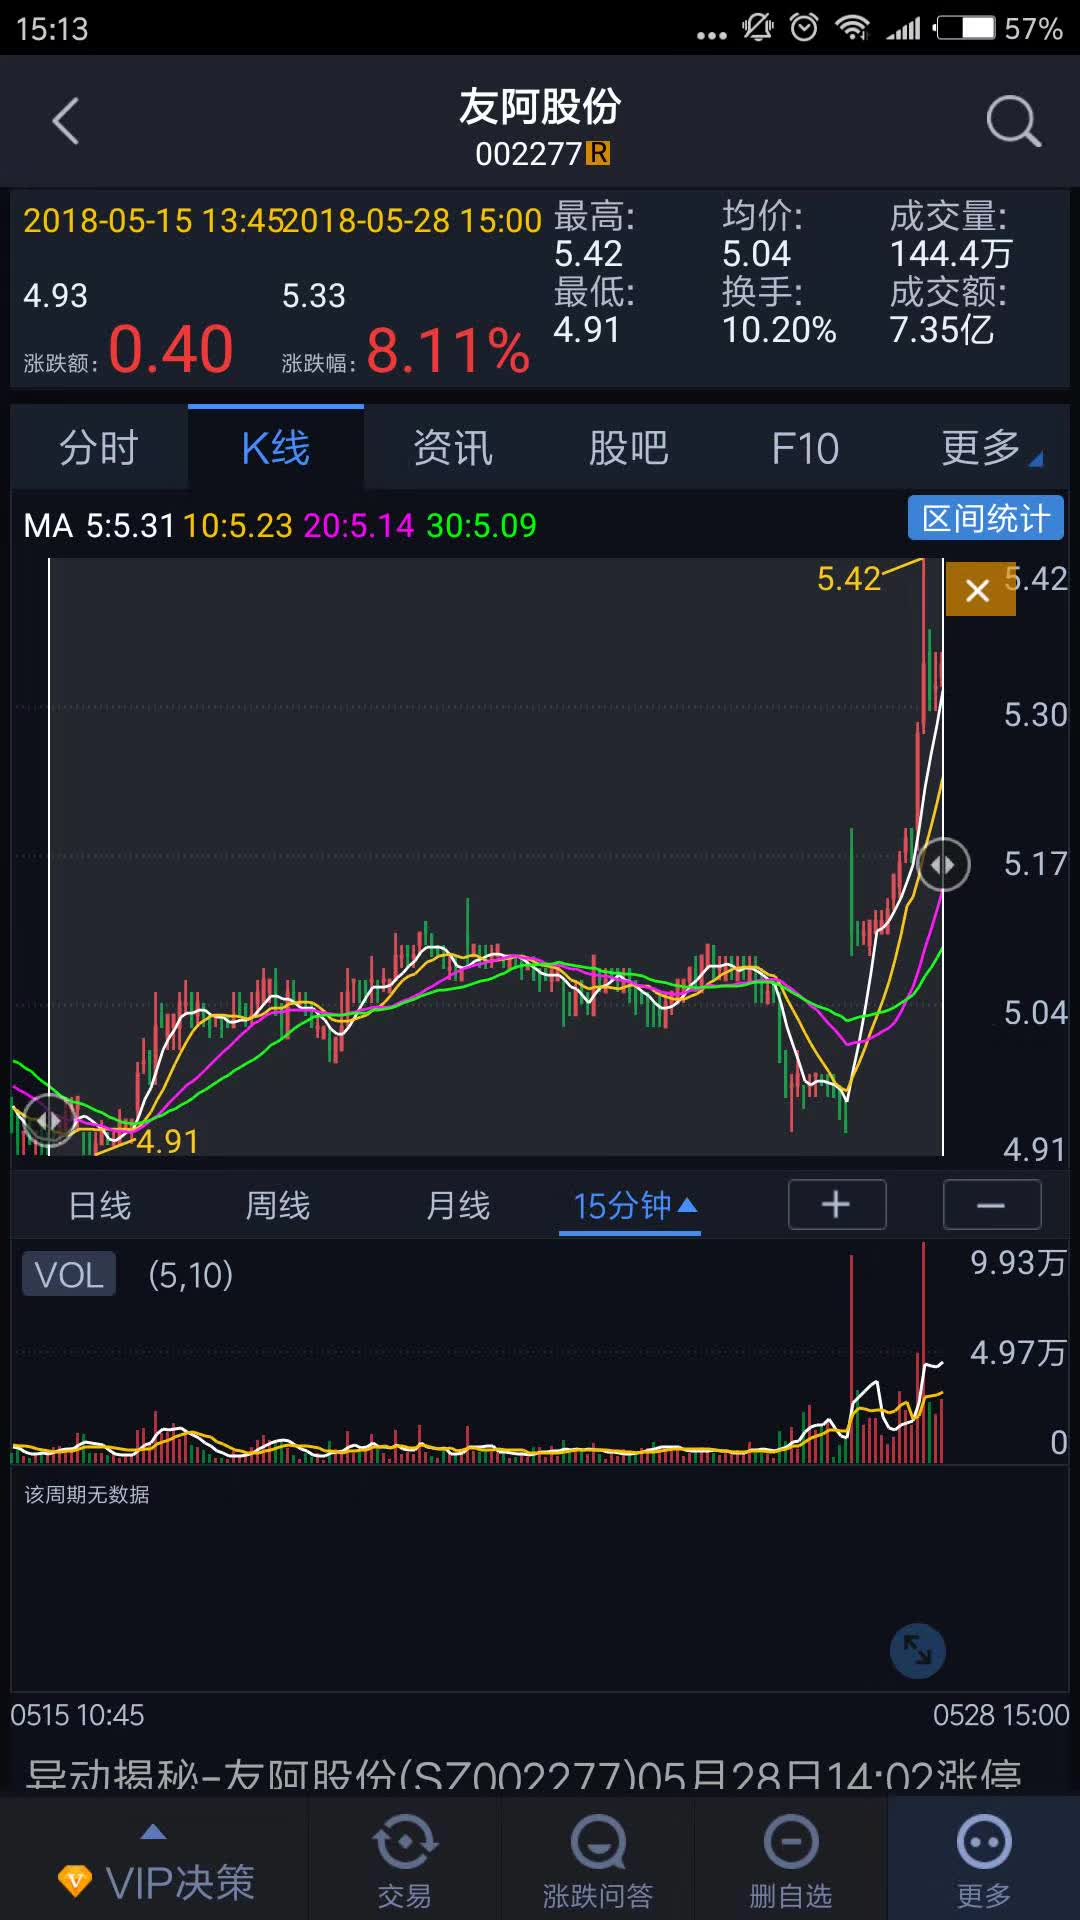 15:13
57%
友阿股份
002277R
2018-05-15 13:45 2018-05-28 15:00
最高: 均价: 成交量:
5.42 5.04 144.4万
4.93 5.33
最低: 换手: 成交额:
4.91 10.20% 7.35亿
涨跌额: 0.40 涨跌幅: 8.11%
分时 K线 资讯 股吧 F10 更多
MA 5:5.31 10:5.23 20:5.14 30:5.09
区间统计
5.42
5.42
5.30
5.17
5.04
4.91
4.91
日线 周线 月线 15分钟
VOL (5,10)
9.93万
4.97万
0
该周期无数据
0515 10:45 0528 15:00
异动揭秘-友阿股份(SZ002277)05月28日14:02涨停
VIP决策 交易 涨跌问答 删自选 更多